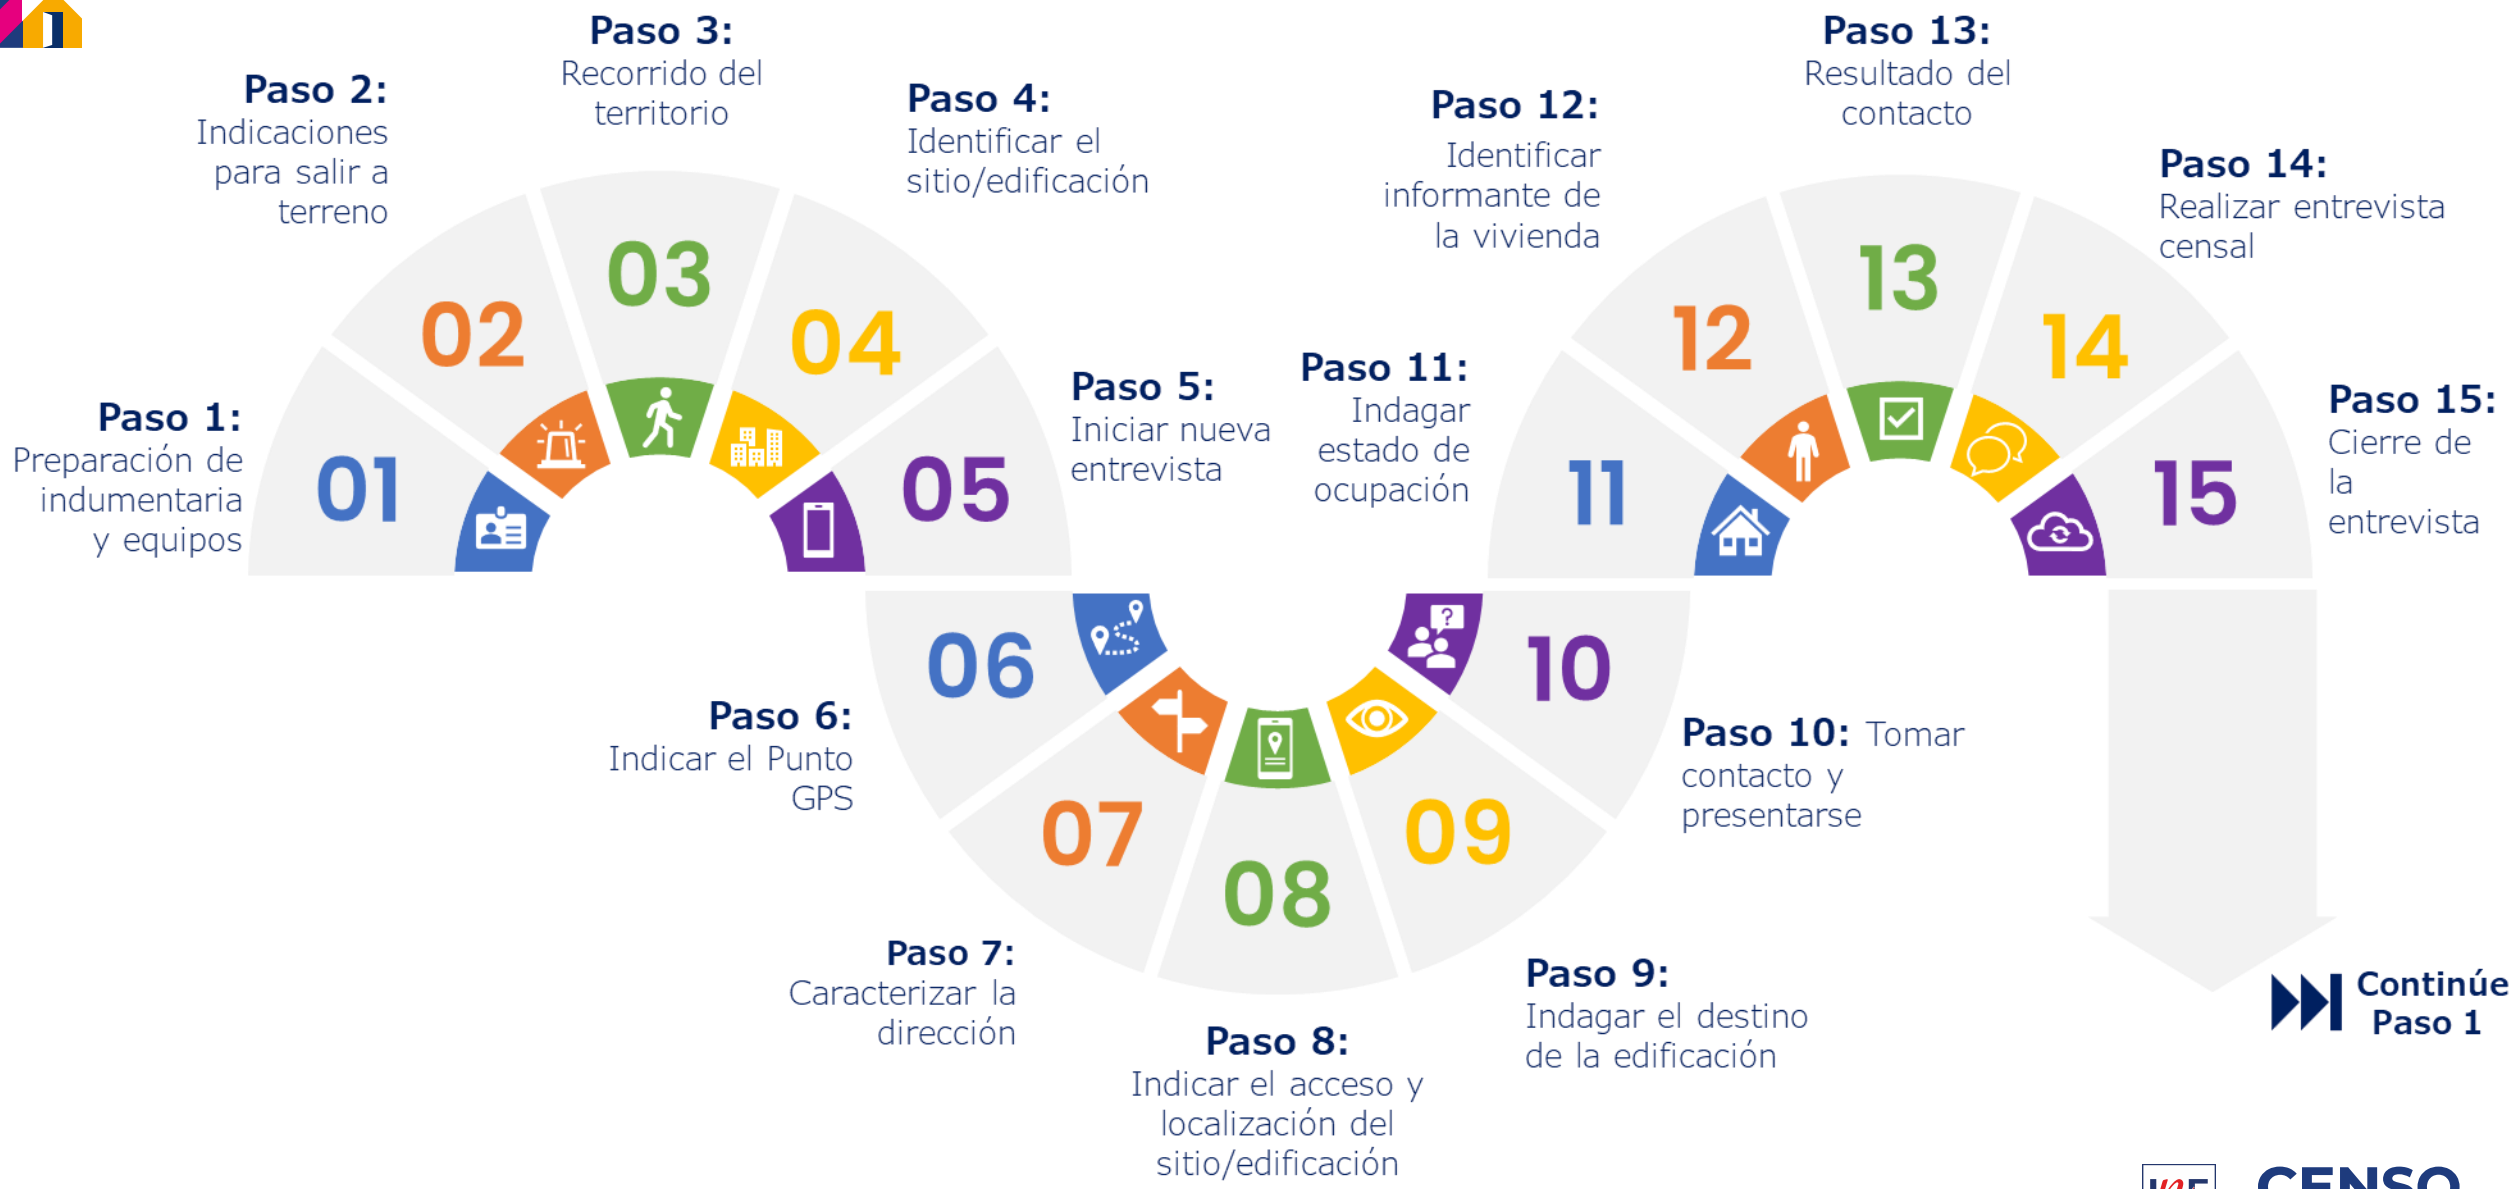 Paso 1:
Preparación de
indumentaria
y equipos
01
Paso 2:
Indicaciones
para salir a
terreno
02
Paso 3:
Recorrido del
territorio
03
Paso 4:
Identificar el
sitio/edificación
04
Paso 5:
Iniciar nueva
entrevista
05
Paso 6:
Indicar el Punto
GPS
06
Paso 7:
Caracterizar la
dirección
07
Paso 8:
Indicar el acceso y
localización del
sitio/edificación
08
Paso 9:
Indagar el destino
de la edificación
09
Paso 10: Tomar
contacto y
presentarse
10
?
Paso 11:
Indagar
estado de
ocupación
11
Paso 12:
Identificar
informante de
la vivienda
12
Paso 13:
Resultado del
contacto
13
Paso 14:
Realizar entrevista
censal
14
Paso 15:
Cierre de
la
entrevista
15
Continúe
Paso 1
CENSO